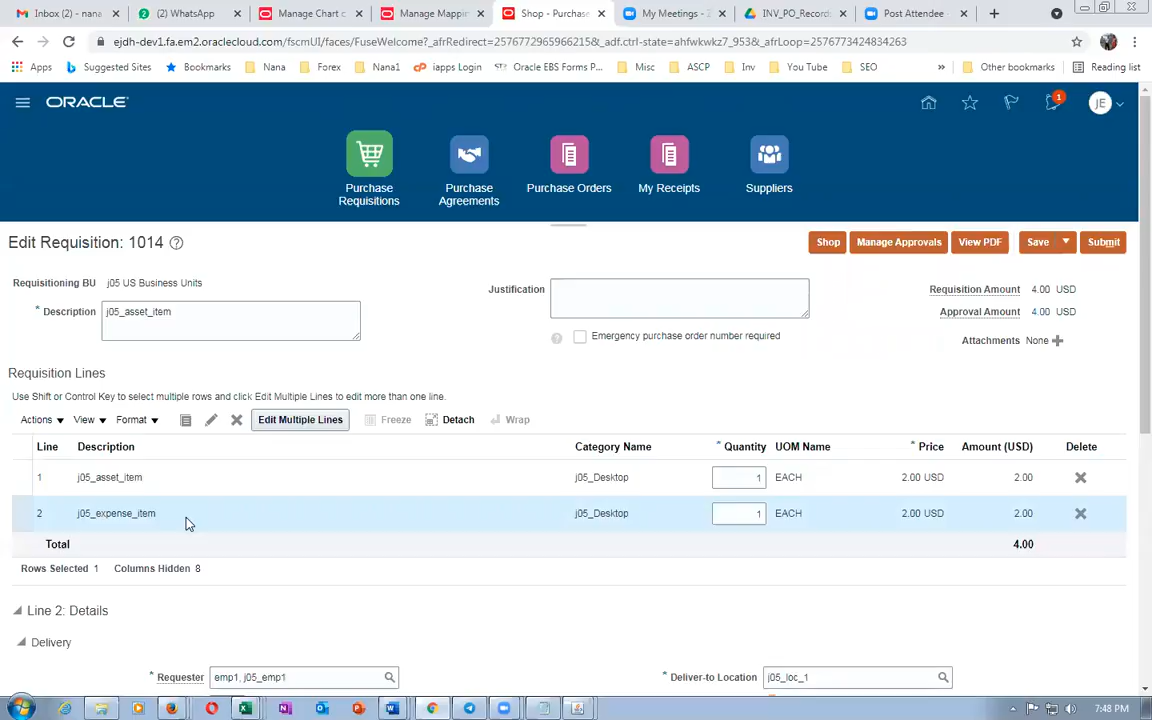 Inbox (20) - nana
(2) WhatsApp
Manage Chart c
Manage Mappin
Shop - Purchase
My Meetings - Z
INV_PO_Record
Post Attendee -
ejdh-dev1.fa.em2.oraclecloud.com/fscmUI/faces/FuseWelcome?_afrRedirect=2576772965966215&_adf.ctrl-state=ahfwkwkz7_953&_afrLoop=2576773424834263
Apps Suggested Sites Bookmarks Nana Forex Nana1 iapps Login Oracle EBS Forms P... Misc ASCP Inv You Tube SEO » Other bookmarks Reading list
ORACLE
1
JE
Purchase Requisitions
Purchase Agreements
Purchase Orders
My Receipts
Suppliers
Edit Requisition: 1014
Shop Manage Approvals View PDF Save Submit
Requisitioning BU j05 US Business Units
* Description j05_asset_item
Justification
Emergency purchase order number required
Requisition Amount 4.00 USD
Approval Amount 4.00 USD
Attachments None
Requisition Lines
Use Shift or Control Key to select multiple rows and click Edit Multiple Lines to edit more than one line.
Actions View Format Edit Multiple Lines Freeze Detach Wrap
Line Description Category Name * Quantity UOM Name * Price Amount (USD) Delete
1 j05_asset_item j05_Desktop 1 EACH 2.00 USD 2.00
2 j05_expense_item j05_Desktop 1 EACH 2.00 USD 2.00
Total 4.00
Rows Selected 1 Columns Hidden 8
Line 2: Details
Delivery
* Requester emp1, j05_emp1
* Deliver-to Location j05_loc_1
7:48 PM